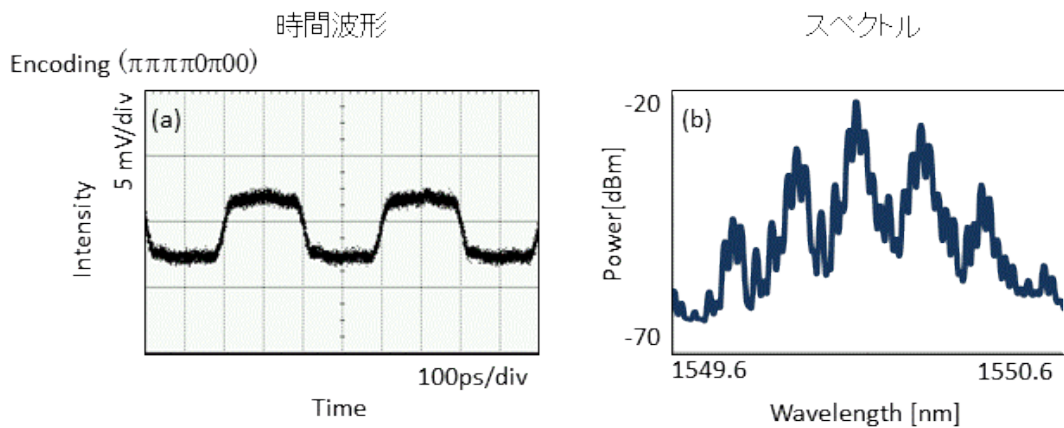 時間波形
スペクトル
Encoding (ππππ0π00)
(a)
5 mV/div
Intensity
100ps/div
Time
-20
(b)
Power[dBm]
-70
1549.6
1550.6
Wavelength [nm]